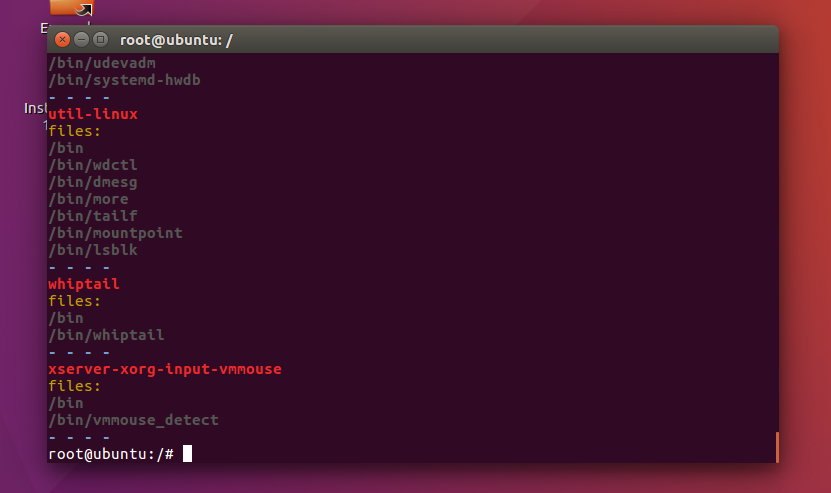 root@ubuntu: /
/bin/udevadm
/bin/systemd-hwdb
- - - -
util-linux
files:
/bin
/bin/wdctl
/bin/dmesg
/bin/more
/bin/tailf
/bin/mountpoint
/bin/lsblk
- - - -
whiptail
files:
/bin
/bin/whiptail
- - - -
xserver-xorg-input-vmmouse
files:
/bin
/bin/vmmouse_detect
- - - -
root@ubuntu:/#